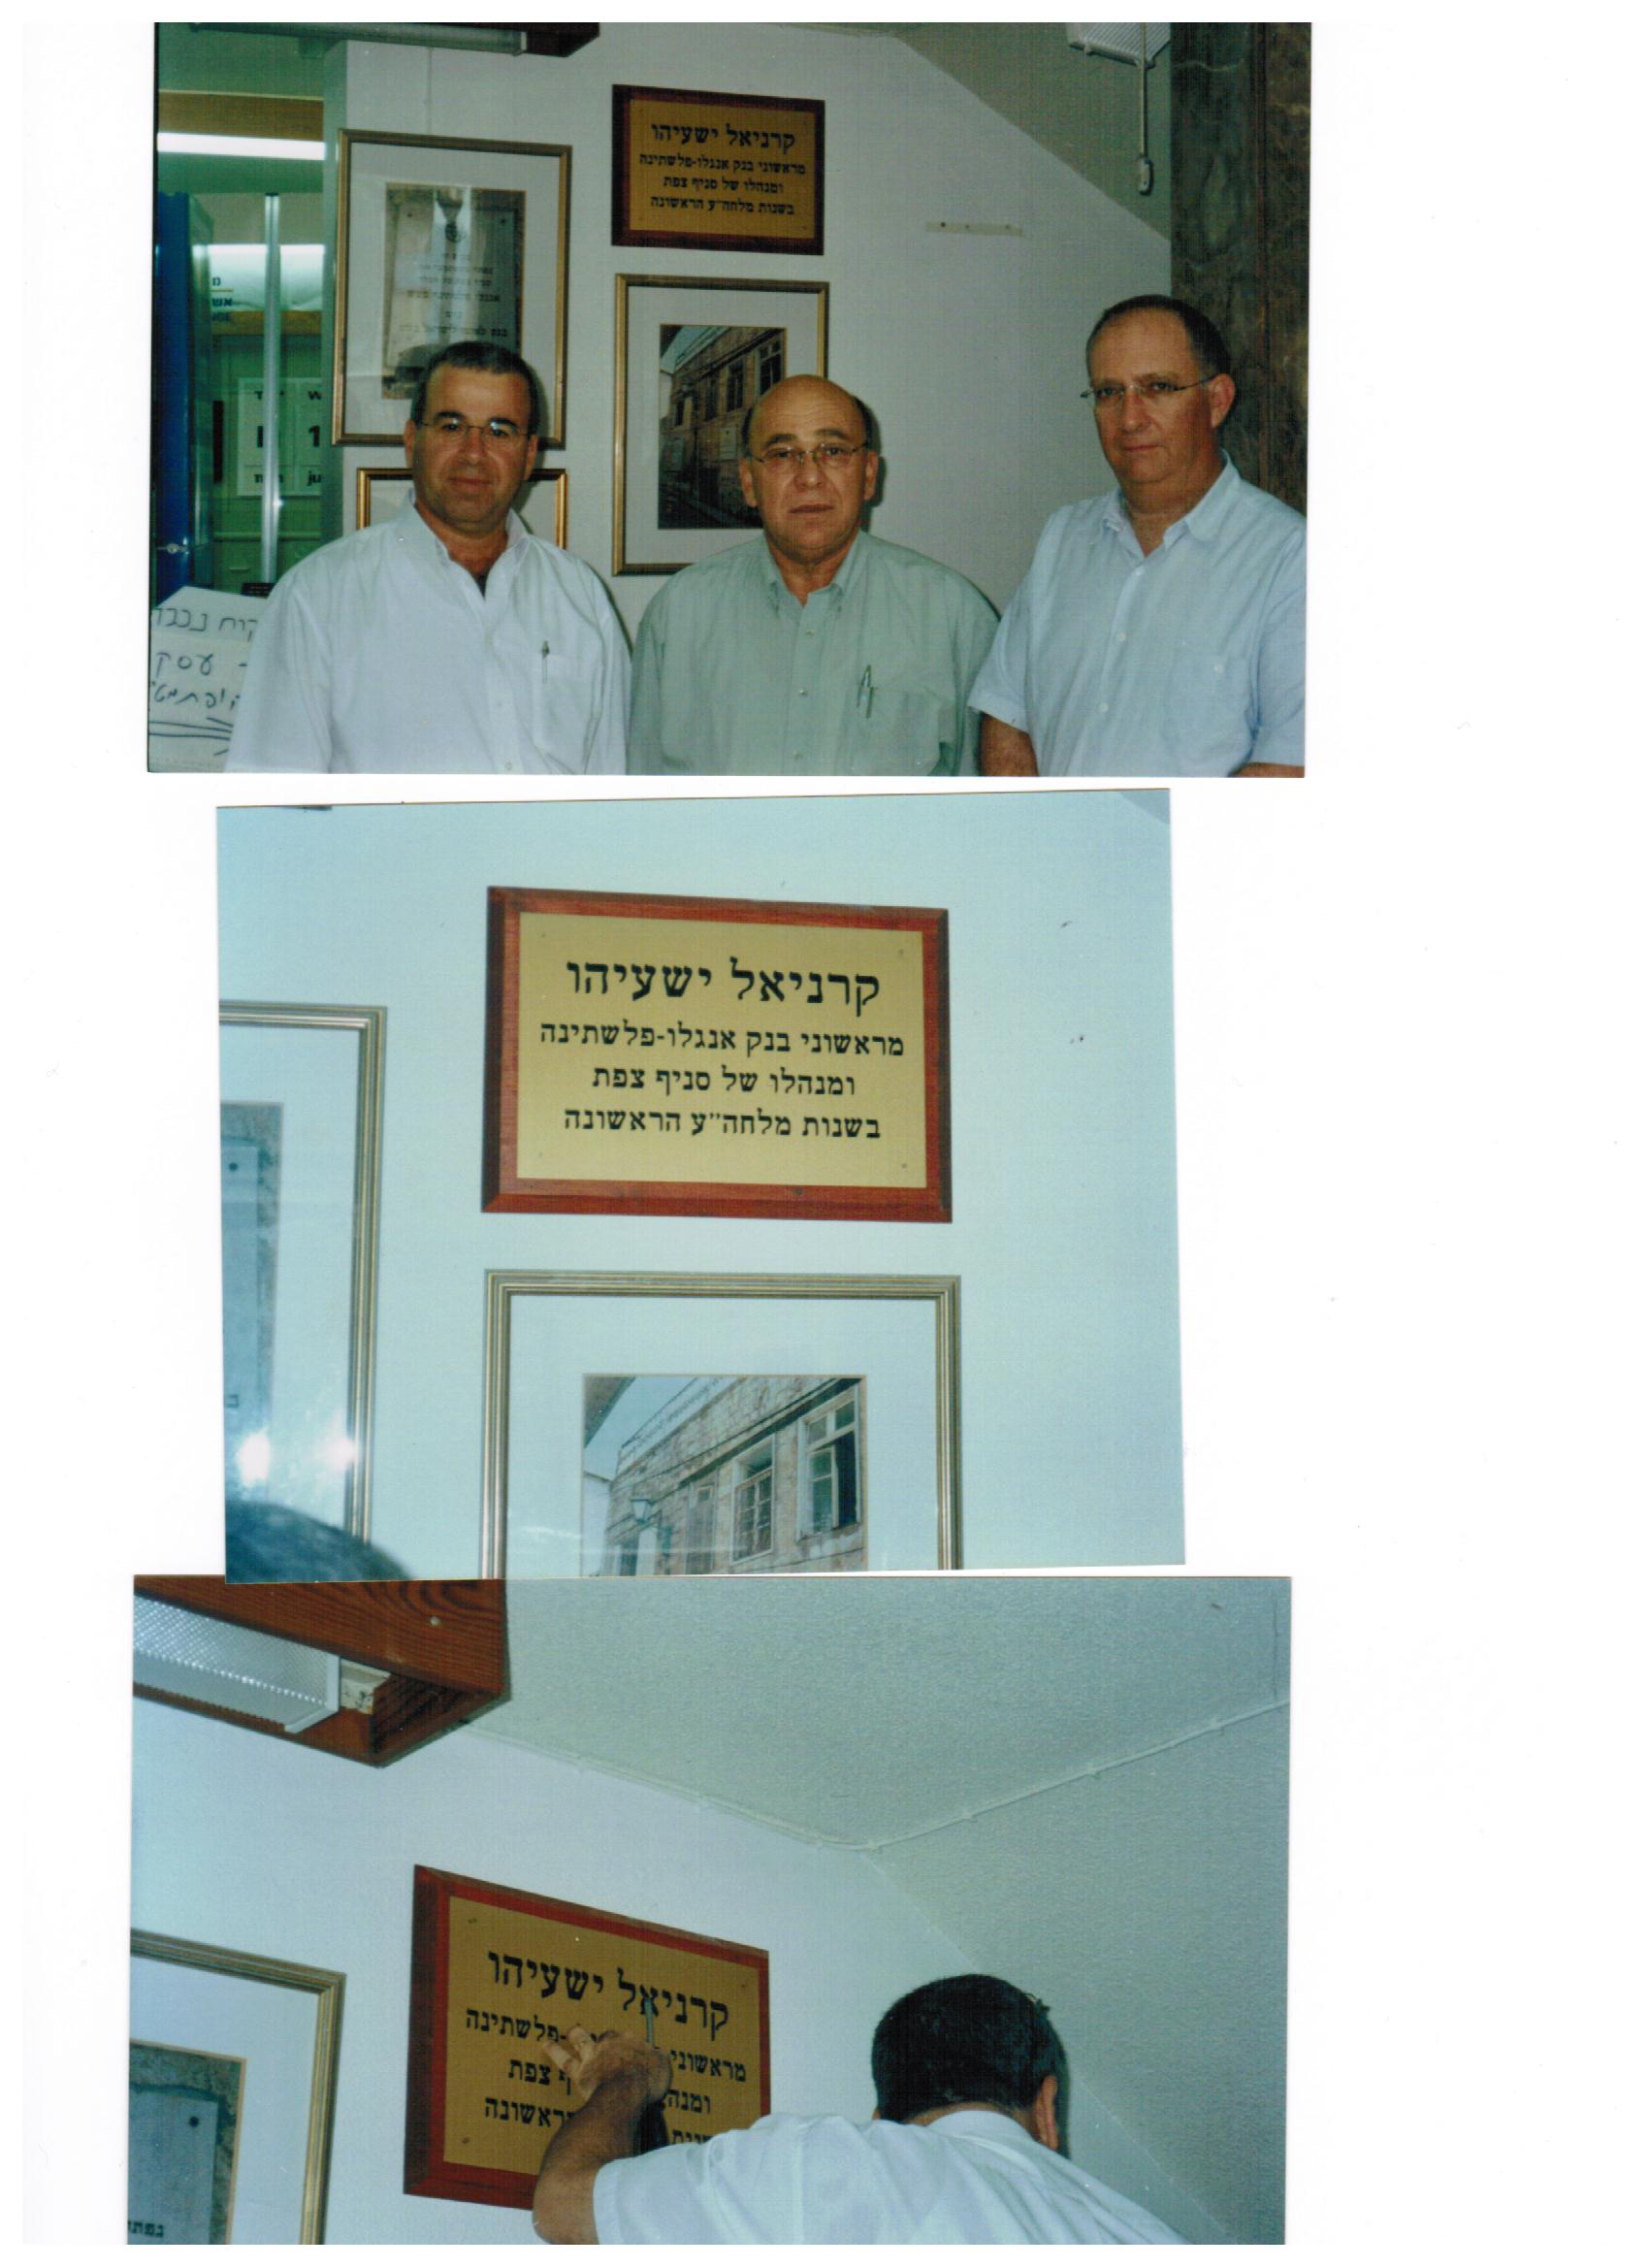 קרניאל ישעיהו
מראשוני בנק אנגלו-פלשתינה
ומנהלו של סניף צפת
בשנות מלחה״ע הראשונה
עסק -
קרניאל ישעיהו
מראשוני בנק אנגלו-פלשתינה
ומנהלו של סניף צפת
בשנות מלחה״ע הראשונה
קרניאל ישעיהו
מראשוני -פלשתינה
ומנה ף צפת
ראשונה